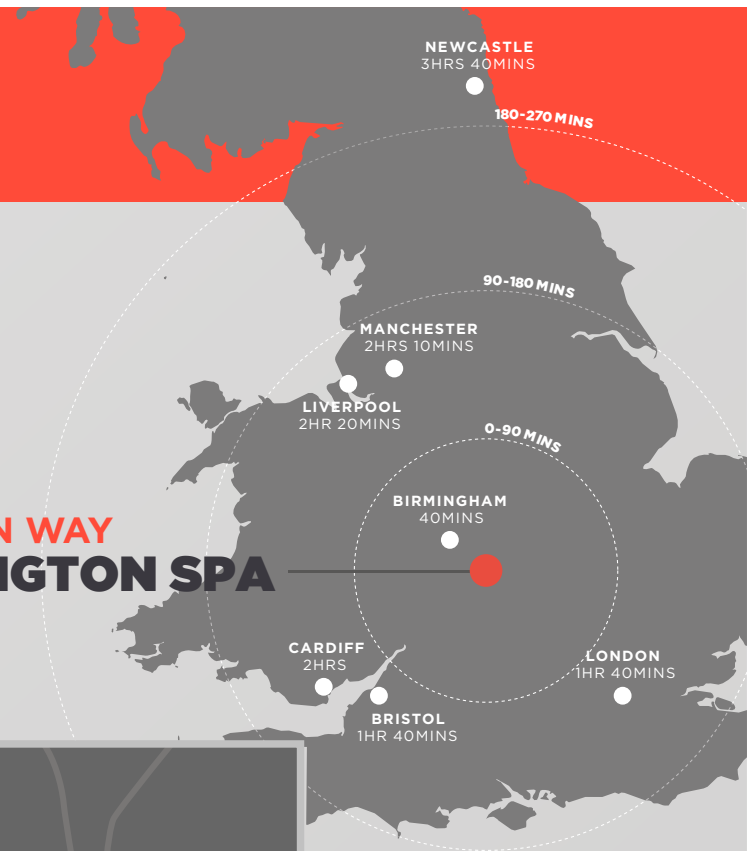 NEWCASTLE
3HRS 40MINS
180-270 MINS
90-180 MINS
MANCHESTER
2HRS 10MINS
LIVERPOOL
2HR 20MINS
0-90 MINS
BIRMINGHAM
40MINS
N WAY
NGTON SPA
CARDIFF
2HRS
LONDON
1HR 40MINS
BRISTOL
1HR 40MINS